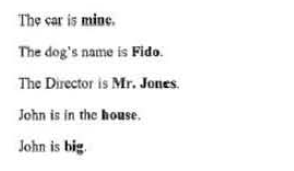 The car is mine.
The dog's name is Fido.
The Director is Mr. Jones.
John is in the house.
John is big.